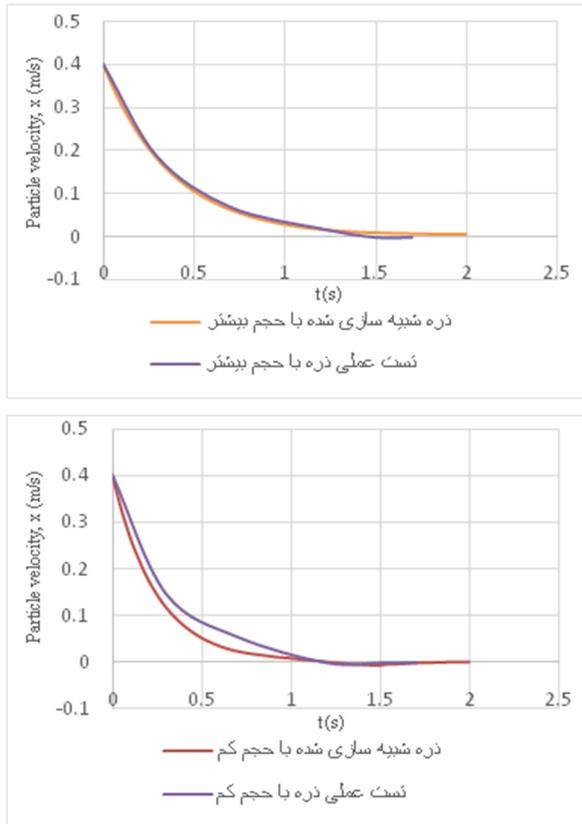 0.5
0.4
0.3
0.2
0.1
0
-0.1
Particle velocity, x (m/s)
0 0.5 1 1.5 2 2.5
t(s)
ذره شبیه سازی شده با حجم بیشتر
تست عملی ذره با حجم بیشتر
0.5
0.4
0.3
0.2
0.1
0
-0.1
Particle velocity, x (m/s)
0 0.5 1 1.5 2 2.5
t(s)
ذره شبیه سازی شده با حجم کم
تست عملی ذره با حجم کم